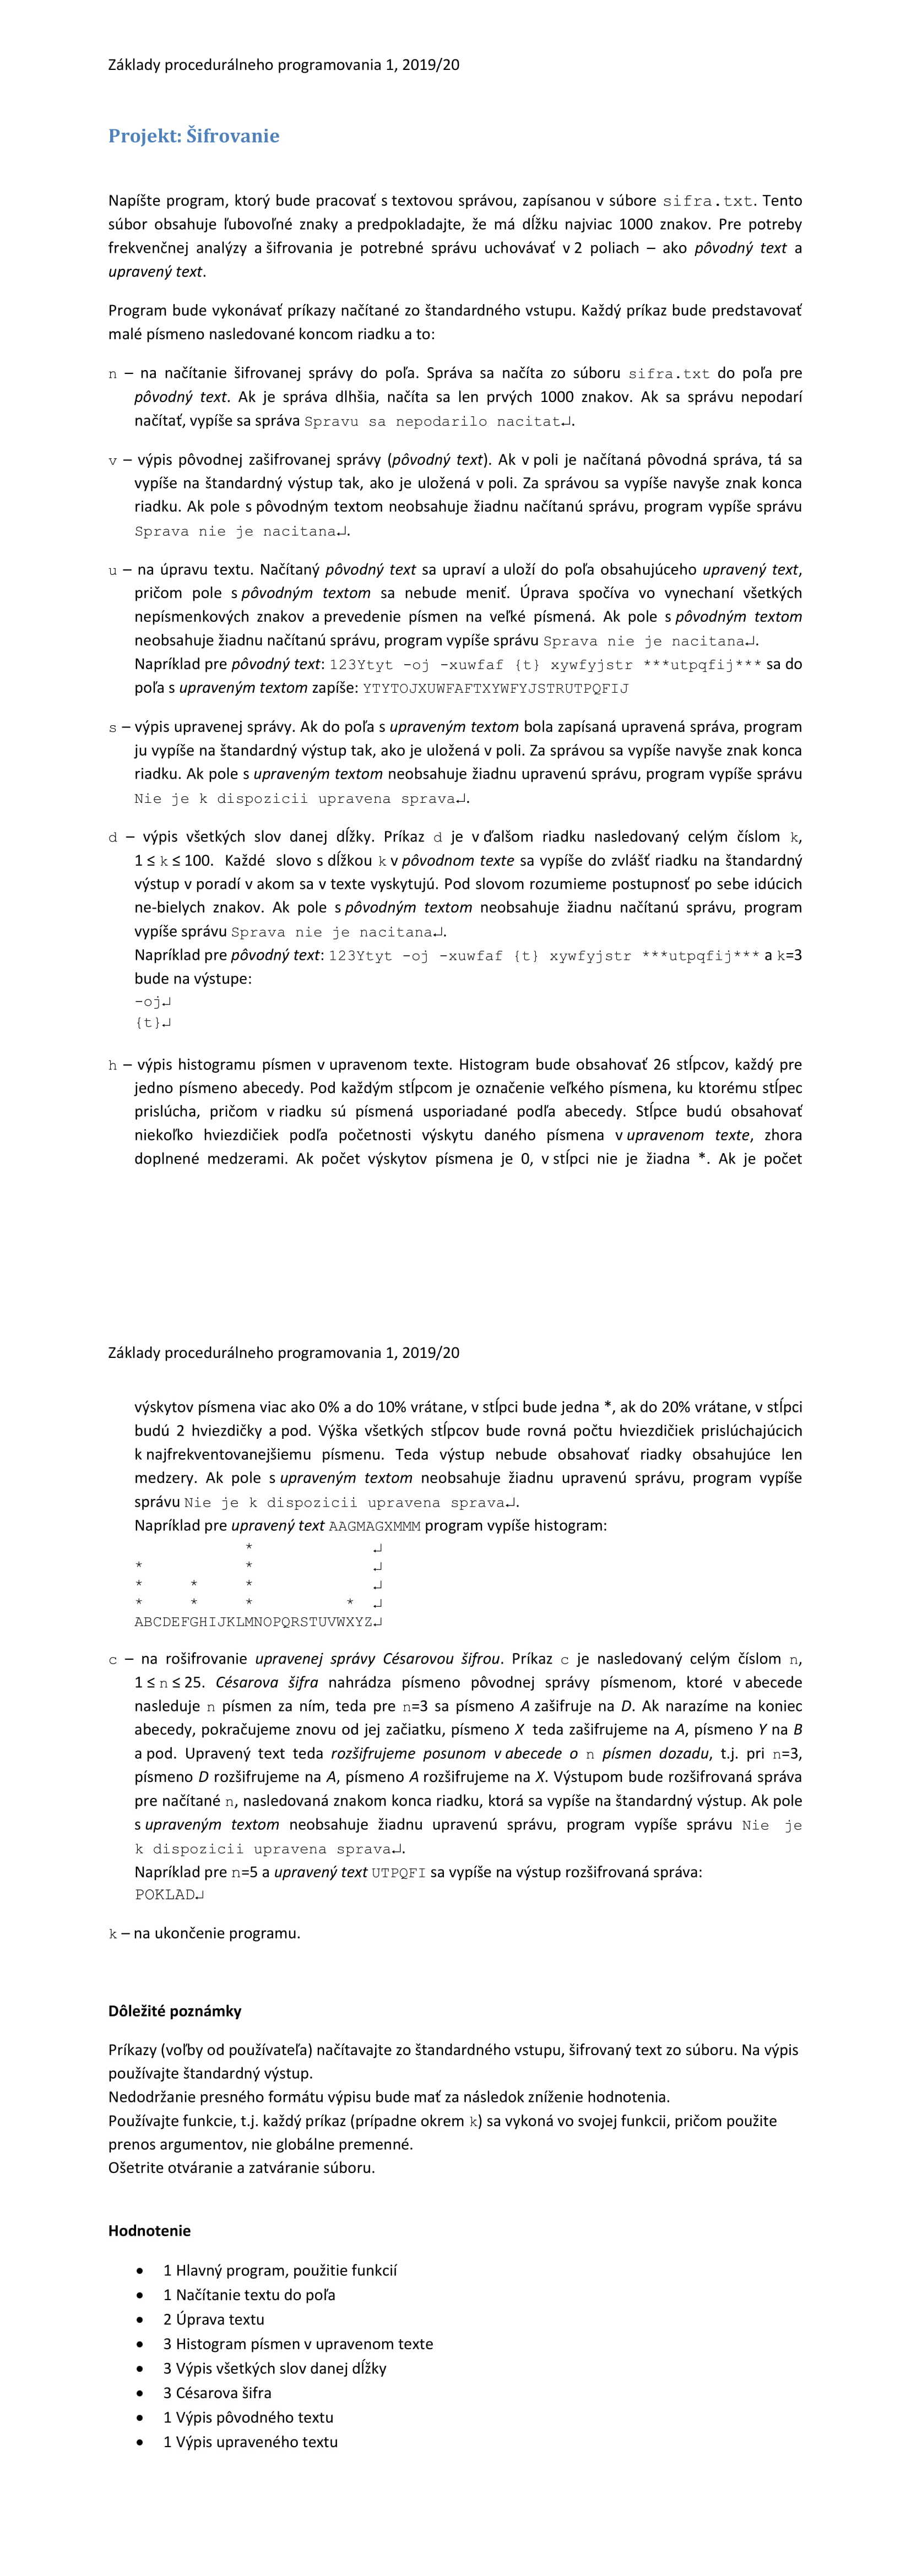 Základy procedurálneho programovania 1, 2019/20
Projekt: Šifrovanie
Napíšte program, ktorý bude pracovať s textovou správou, zapísanou v súbore sifra.txt. Tento
súbor obsahuje ľubovoľné znaky a predpokladajte, že má dĺžku najviac 1000 znakov. Pre potreby
frekvenčnej analýzy a šifrovania je potrebné správu uchovávať v 2 poliach – ako pôvodný text a
upravený text.
Program bude vykonávať príkazy načítané zo štandardného vstupu. Každý príkaz bude predstavovať
malé písmeno nasledované koncom riadku a to:
n – na načítanie šifrovanej správy do poľa. Správa sa načíta zo súboru sifra.txt do poľa pre
pôvodný text. Ak je správa dlhšia, načíta sa len prvých 1000 znakov. Ak sa správu nepodarí
načítať, vypíše sa správa Spravu sa nepodarilo nacitat↵.
v – výpis pôvodnej zašifrovanej správy (pôvodný text). Ak v poli je načítaná pôvodná správa, tá sa
vypíše na štandardný výstup tak, ako je uložená v poli. Za správou sa vypíše navyše znak konca
riadku. Ak pole s pôvodným textom neobsahuje žiadnu načítanú správu, program vypíše správu
Sprava nie je nacitana↵.
u – na úpravu textu. Načítaný pôvodný text sa upraví a uloží do poľa obsahujúceho upravený text,
pričom pole s pôvodným textom sa nebude meniť. Úprava spočíva vo vynechaní všetkých
nepísmenkových znakov a prevedenie písmen na veľké písmená. Ak pole s pôvodným textom
neobsahuje žiadnu načítanú správu, program vypíše správu Sprava nie je nacitana↵.
Napríklad pre pôvodný text: 123Ytyt -oj -xuwfaf {t} xywfyjstr ***utpqfij*** sa do
poľa s upraveným textom zapíše: YTYTOJXUWFAFTXYWFYJSTRUTPQFIJ
s – výpis upravenej správy. Ak do poľa s upraveným textom bola zapísaná upravená správa, program
ju vypíše na štandardný výstup tak, ako je uložená v poli. Za správou sa vypíše navyše znak konca
riadku. Ak pole s upraveným textom neobsahuje žiadnu upravenú správu, program vypíše správu
Nie je k dispozicii upravena sprava↵.
d – výpis všetkých slov danej dĺžky. Príkaz d je v ďalšom riadku nasledovaný celým číslom k,
1 ≤ k ≤ 100. Každé slovo s dĺžkou k v pôvodnom texte sa vypíše do zvlášť riadku na štandardný
výstup v poradí v akom sa v texte vyskytujú. Pod slovom rozumieme postupnosť po sebe idúcich
ne-bielych znakov. Ak pole s pôvodným textom neobsahuje žiadnu načítanú správu, program
vypíše správu Sprava nie je nacitana↵.
Napríklad pre pôvodný text: 123Ytyt -oj -xuwfaf {t} xywfyjstr ***utpqfij*** a k=3
bude na výstupe:
-oj↵
{t}↵
h – výpis histogramu písmen v upravenom texte. Histogram bude obsahovať 26 stĺpcov, každý pre
jedno písmeno abecedy. Pod každým stĺpcom je označenie veľkého písmena, ku ktorému stĺpec
prislúcha, pričom v riadku sú písmená usporiadané podľa abecedy. Stĺpce budú obsahovať
niekoľko hviezdičiek podľa početnosti výskytu daného písmena v upravenom texte, zhora
doplnené medzerami. Ak počet výskytov písmena je 0, v stĺpci nie je žiadna *. Ak je počet
Základy procedurálneho programovania 1, 2019/20
výskytov písmena viac ako 0% a do 10% vrátane, v stĺpci bude jedna *, ak do 20% vrátane, v stĺpci
budú 2 hviezdičky a pod. Výška všetkých stĺpcov bude rovná počtu hviezdičiek prislúchajúcich
k najfrekventovanejšiemu písmenu. Teda výstup nebude obsahovať riadky obsahujúce len
medzery. Ak pole s upraveným textom neobsahuje žiadnu upravenú správu, program vypíše
správu Nie je k dispozicii upravena sprava↵.
Napríklad pre upravený text AAGMAGXMMM program vypíše histogram:
            *             ↵
*           *             ↵
*     *     *             ↵
*     *     *          *  ↵
ABCDEFGHIJKLMNOPQRSTUVWXYZ↵
c – na rošifrovanie upravenej správy Césarovou šifrou. Príkaz c je nasledovaný celým číslom n,
1 ≤ n ≤ 25. Césarova šifra nahrádza písmeno pôvodnej správy písmenom, ktoré v abecede
nasleduje n písmen za ním, teda pre n=3 sa písmeno A zašifruje na D. Ak narazíme na koniec
abecedy, pokračujeme znovu od jej začiatku, písmeno X teda zašifrujeme na A, písmeno Y na B
a pod. Upravený text teda rozšifrujeme posunom v abecede o n písmen dozadu, t.j. pri n=3,
písmeno D rozšifrujeme na A, písmeno A rozšifrujeme na X. Výstupom bude rozšifrovaná správa
pre načítané n, nasledovaná znakom konca riadku, ktorá sa vypíše na štandardný výstup. Ak pole
s upraveným textom neobsahuje žiadnu upravenú správu, program vypíše správu Nie je
k dispozicii upravena sprava↵.
Napríklad pre n=5 a upravený text UTPQFI sa vypíše na výstup rozšifrovaná správa:
POKLAD↵
k – na ukončenie programu.
Dôležité poznámky
Príkazy (voľby od používateľa) načítavajte zo štandardného vstupu, šifrovaný text zo súboru. Na výpis
používajte štandardný výstup.
Nedodržanie presného formátu výpisu bude mať za následok zníženie hodnotenia.
Používajte funkcie, t.j. každý príkaz (prípadne okrem k) sa vykoná vo svojej funkcii, pričom použite
prenos argumentov, nie globálne premenné.
Ošetrite otváranie a zatváranie súboru.
Hodnotenie
• 1 Hlavný program, použitie funkcií
• 1 Načítanie textu do poľa
• 2 Úprava textu
• 3 Histogram písmen v upravenom texte
• 3 Výpis všetkých slov danej dĺžky
• 3 Césarova šifra
• 1 Výpis pôvodného textu
• 1 Výpis upraveného textu